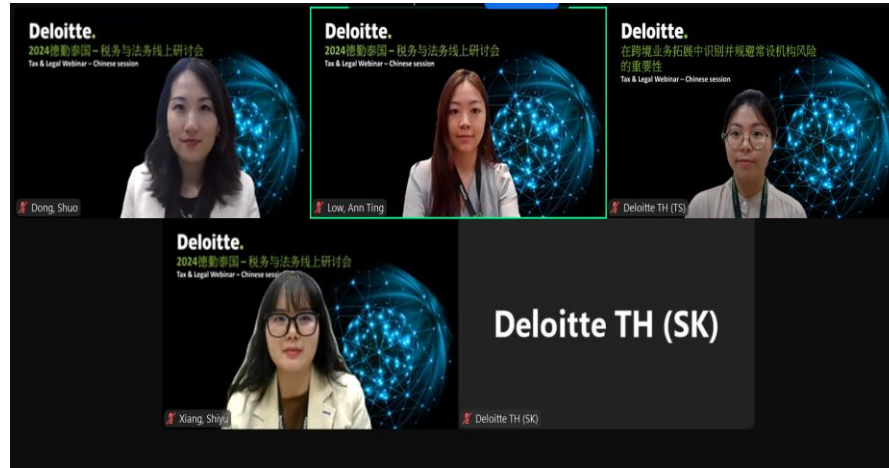 Deloitte.
2024德勤泰国 – 税务与法务线上研讨会
Tax & Legal Webinar – Chinese session
Dong, Shuo
Deloitte.
2024德勤泰国 – 税务与法务线上研讨会
Tax & Legal Webinar – Chinese session
Low, Ann Ting
Deloitte.
在跨境业务拓展中识别并规避常设机构风险
的重要性
Tax & Legal Webinar – Chinese session
Deloitte TH (TS)
Deloitte.
2024德勤泰国 – 税务与法务线上研讨会
Tax & Legal Webinar – Chinese
Xiang, Shiyu
Deloitte TH (SK)
Deloitte TH (SK)